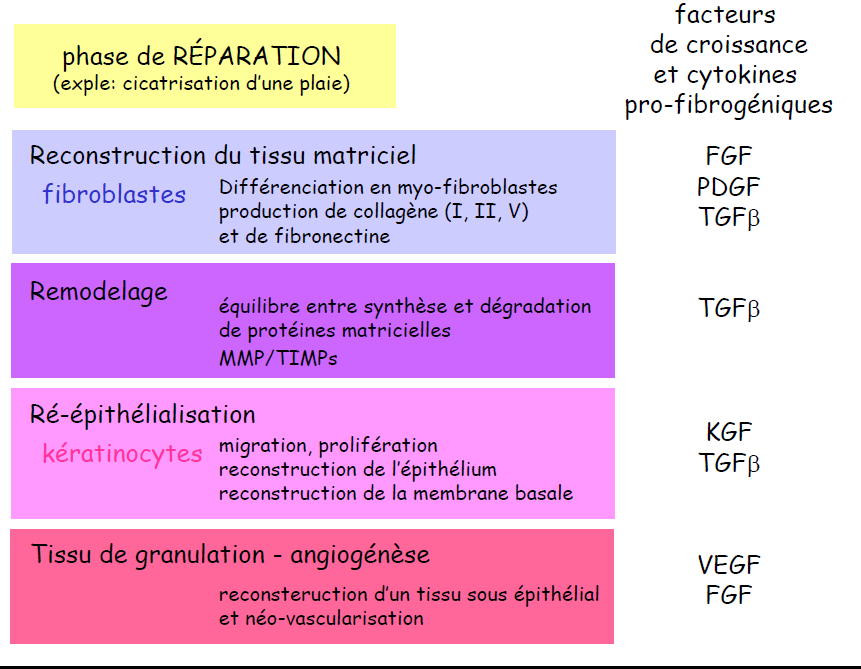 phase de RÉPARATION
(exple: cicatrisation d'une plaie)
facteurs
de croissance
et cytokines
pro-fibrogéniques
Reconstruction du tissu matriciel
fibroblastes
Différenciation en myo-fibroblastes
production de collagène (I, II, V)
et de fibronectine
FGF
PDGF
TGFβ
Remodelage
équilibre entre synthèse et dégradation
de protéines matricielles
MMP/TIMPs
TGFβ
Ré-épithélialisation
kératinocytes
migration, prolifération
reconstruction de l'épithélium
reconstruction de la membrane basale
KGF
TGFβ
Tissu de granulation - angiogénèse
reconsteruction d'un tissu sous épithélial
et néo-vascularisation
VEGF
FGF